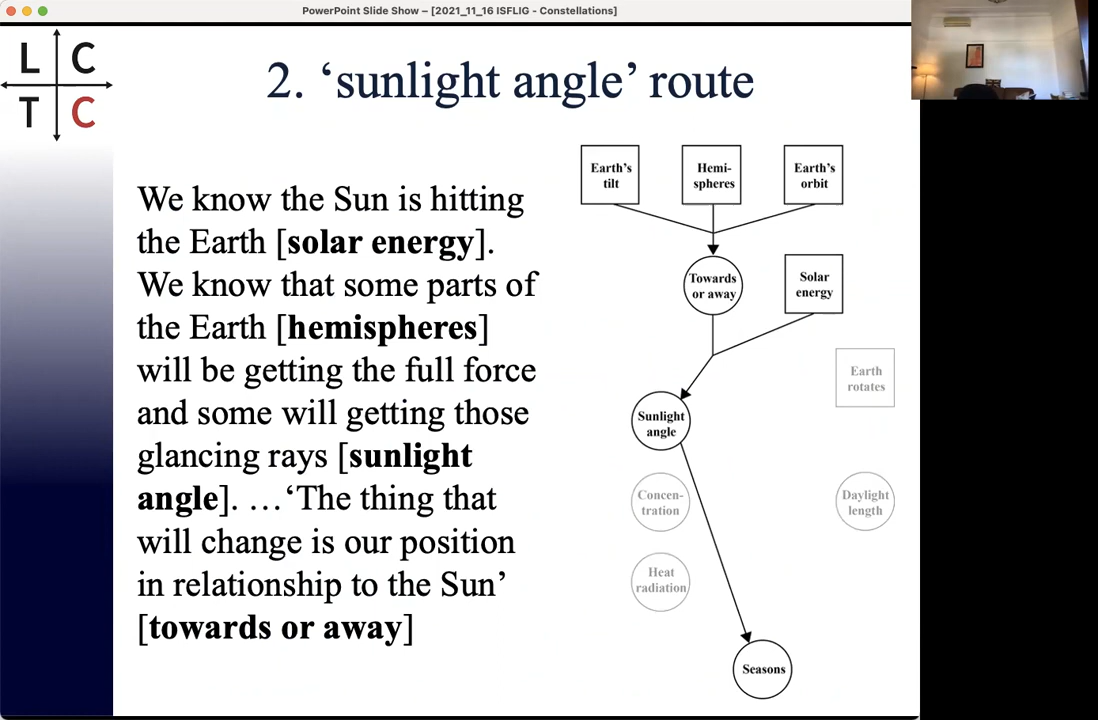 PowerPoint Slide Show – [2021_11_16 ISFLIG - Constellations]
L C
T C
2. ‘sunlight angle’ route
We know the Sun is hitting
the Earth [solar energy].
We know that some parts of
the Earth [hemispheres]
will be getting the full force
and some will getting those
glancing rays [sunlight
angle]. …‘The thing that
will change is our position
in relationship to the Sun’
[towards or away]
Earth’s
tilt
Hemi-
spheres
Earth’s
orbit
Towards
or away
Solar
energy
Earth
rotates
Sunlight
angle
Concen-
tration
Daylight
length
Heat
radiation
Seasons